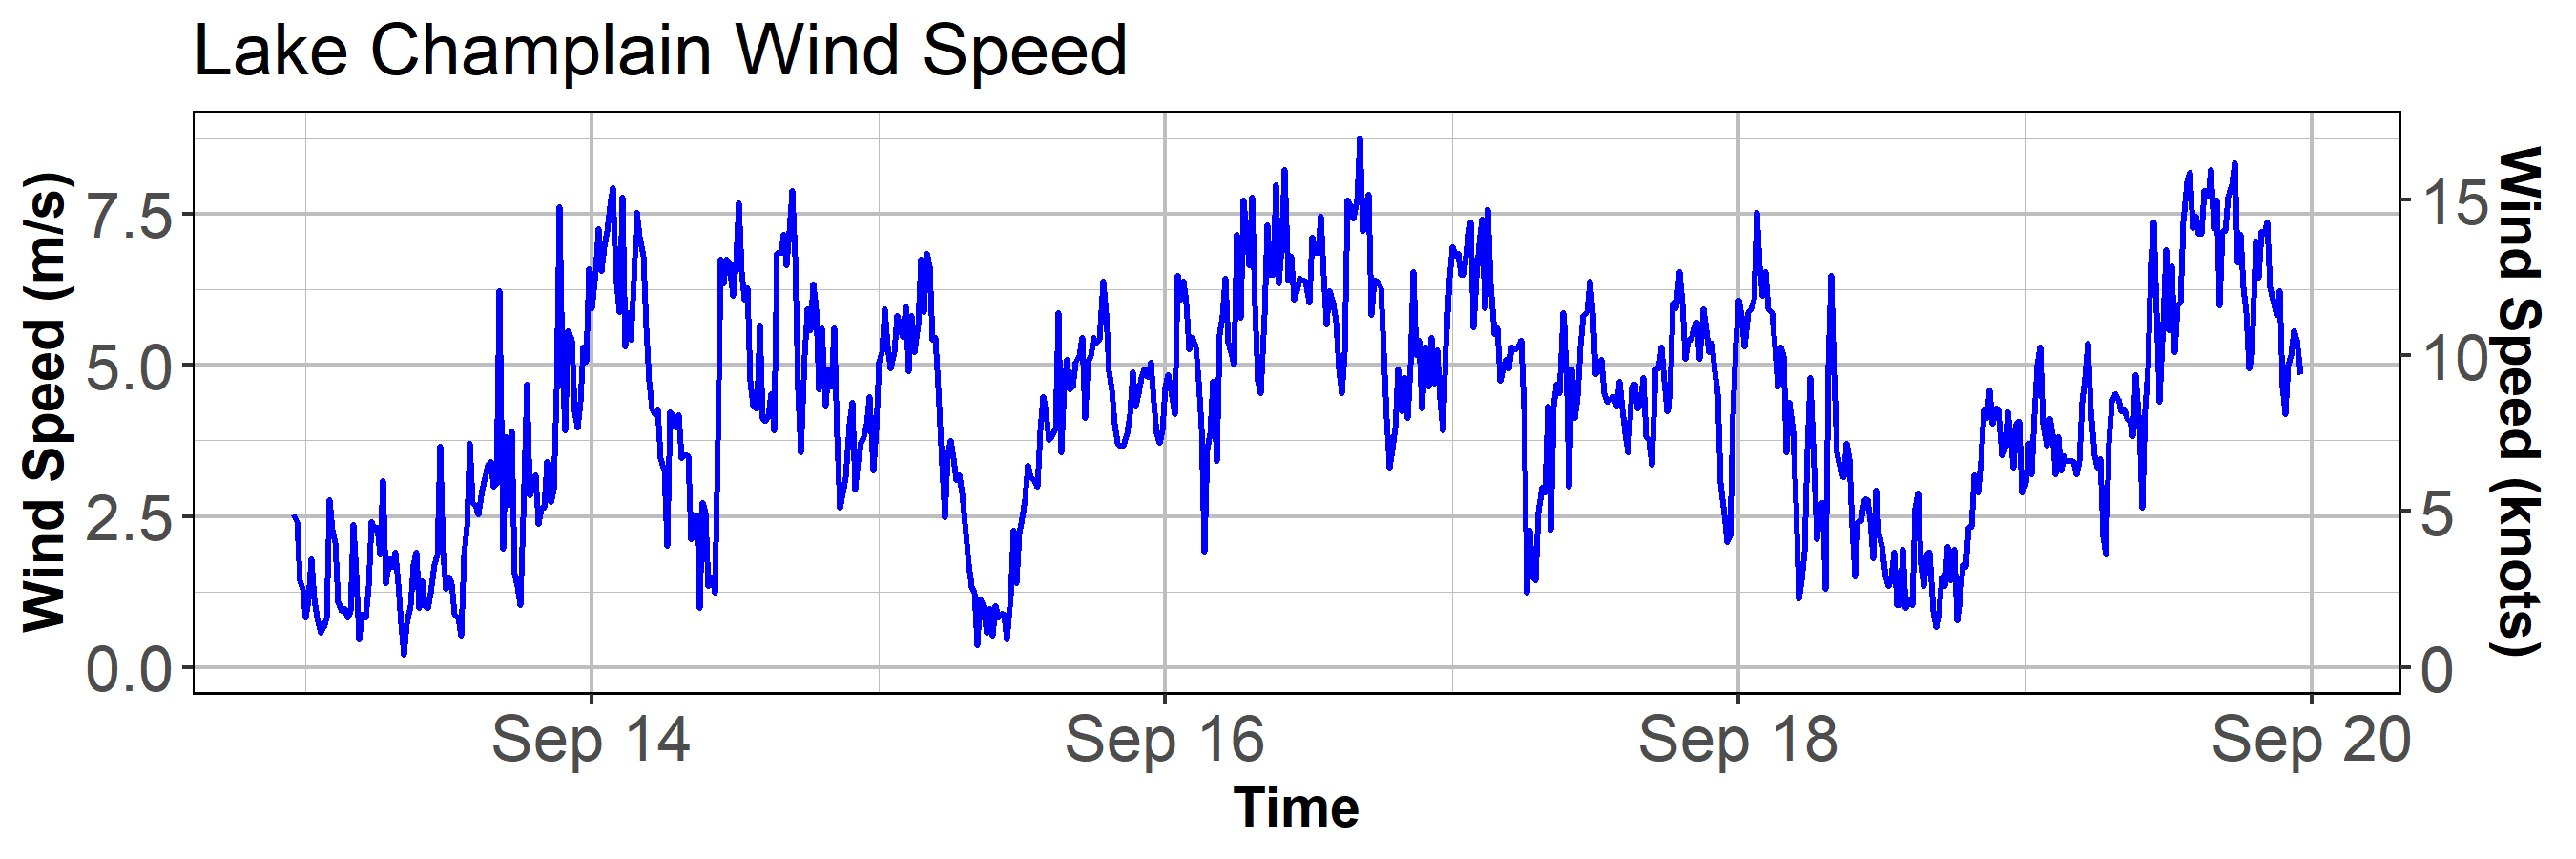 Lake Champlain Wind Speed
Wind Speed (m/s)
7.5
5.0
2.5
0.0
15
10
5
0
Wind Speed (knots)
Sep 14
Sep 16
Sep 18
Sep 20
Time